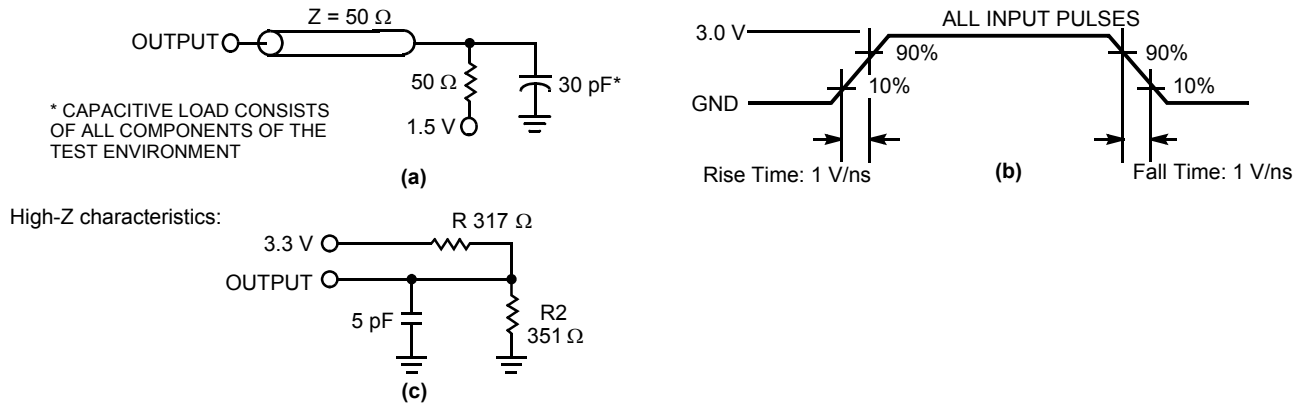 Z = 50 Ω
OUTPUT
50 Ω
30 pF*
1.5 V
* CAPACITIVE LOAD CONSISTS
OF ALL COMPONENTS OF THE
TEST ENVIRONMENT
(a)
ALL INPUT PULSES
3.0 V
90%
10%
GND
90%
10%
Rise Time: 1 V/ns
(b)
Fall Time: 1 V/ns
High-Z characteristics:
R 317 Ω
3.3 V
OUTPUT
5 pF
R2
351 Ω
(c)